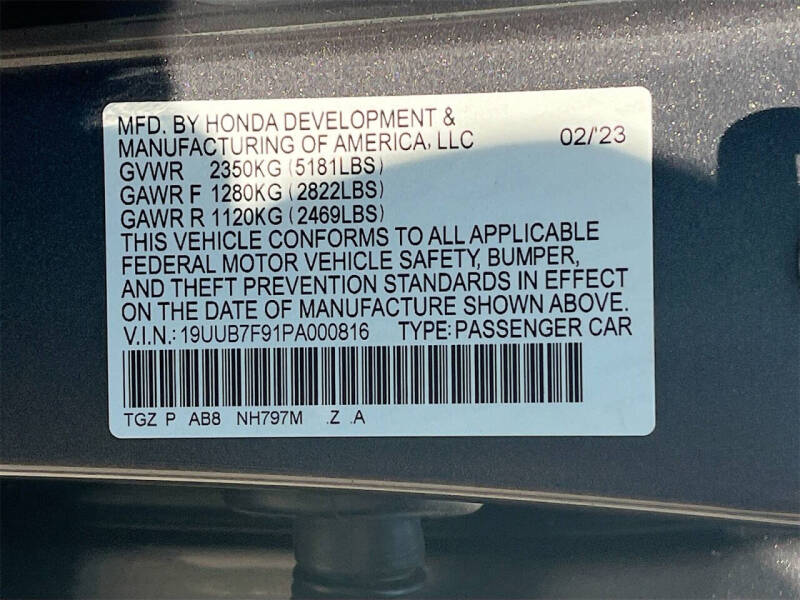 MFD. BY HONDA DEVELOPMENT &
MANUFACTURING OF AMERICA, LLC 02/'23
GVWR 2350KG (5181LBS)
GAWR F 1280KG (2822LBS)
GAWR R 1120KG (2469LBS)
THIS VEHICLE CONFORMS TO ALL APPLICABLE
FEDERAL MOTOR VEHICLE SAFETY, BUMPER,
AND THEFT PREVENTION STANDARDS IN EFFECT
ON THE DATE OF MANUFACTURE SHOWN ABOVE.
V.I.N.: 19UUB7F91PA000816 TYPE: PASSENGER CAR
TGZ P AB8 NH797M .Z .A